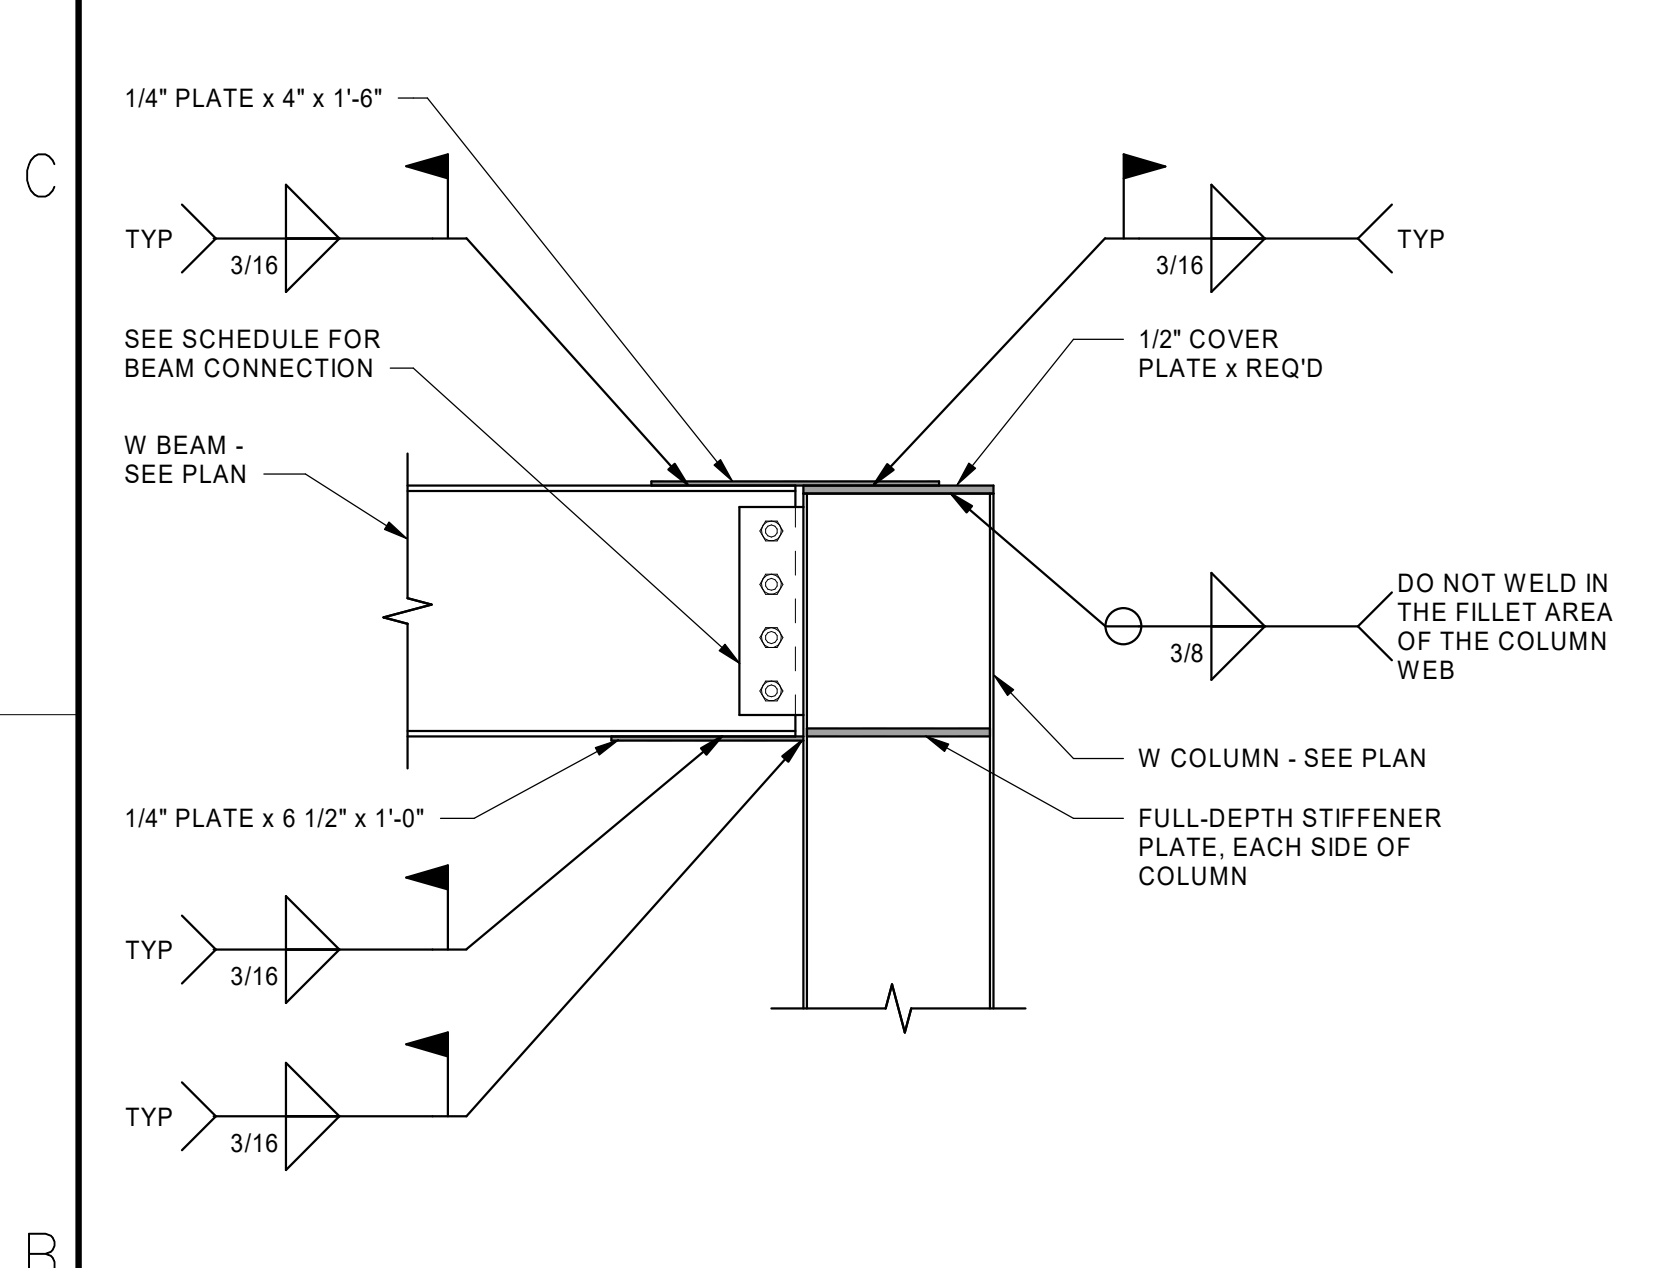 1/4" PLATE x 4" x 1'-6"
C
TYP
3/16
3/16
TYP
SEE SCHEDULE FOR
BEAM CONNECTION
1/2" COVER
PLATE x REQ'D
W BEAM -
SEE PLAN
DO NOT WELD IN
THE FILLET AREA
OF THE COLUMN
WEB
3/8
W COLUMN - SEE PLAN
1/4" PLATE x 6 1/2" x 1'-0"
FULL-DEPTH STIFFENER
PLATE, EACH SIDE OF
COLUMN
TYP
3/16
TYP
3/16
B